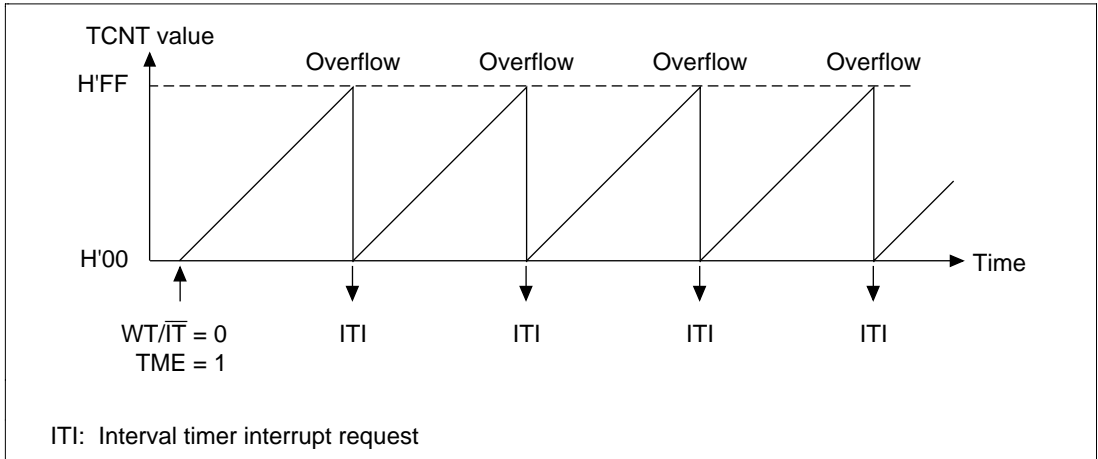 TCNT value
Overflow Overflow Overflow Overflow
H'FF
H'00
Time
WT/I̅T̅ = 0 ITI ITI ITI ITI
TME = 1
ITI: Interval timer interrupt request